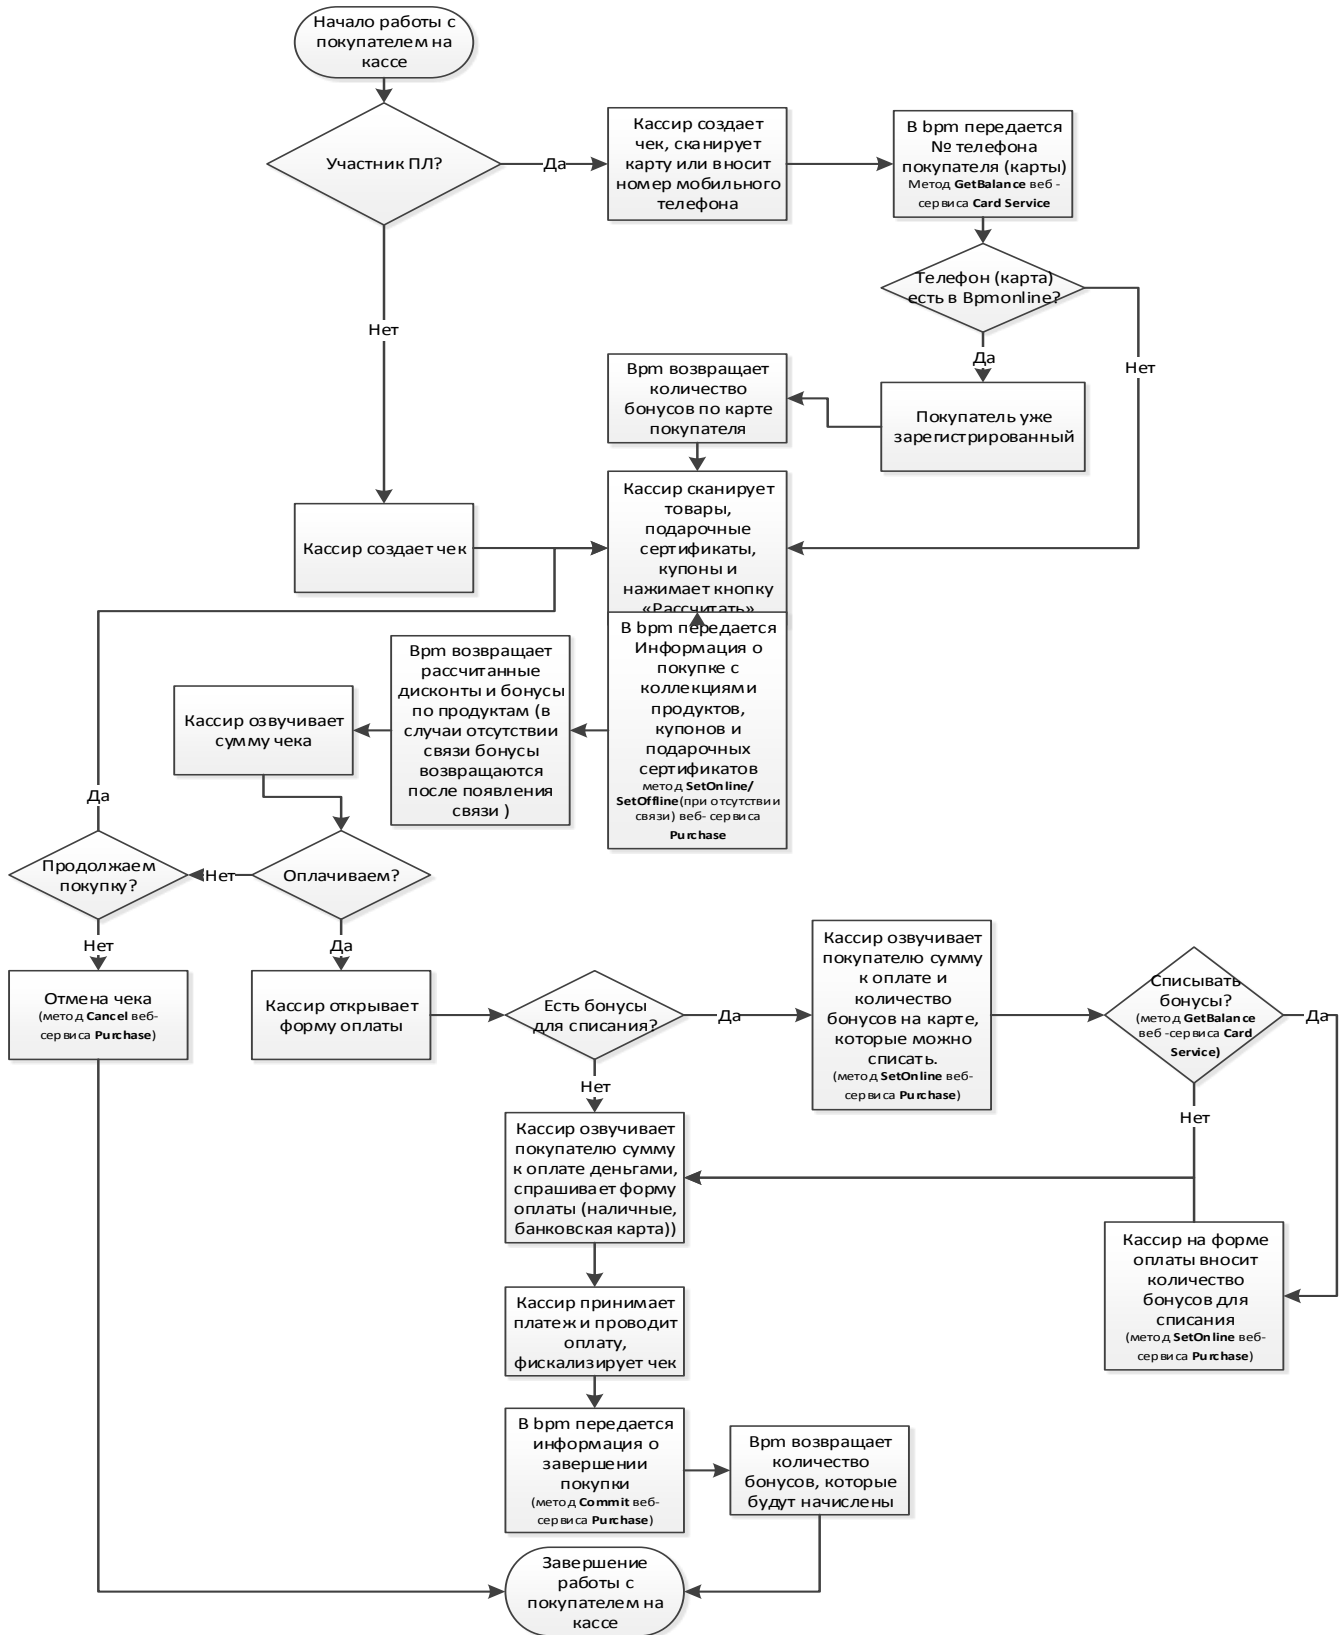 Начало работы с
покупателем на
кассе
Участник ПЛ?
Да
Кассир создает
чек, сканирует
карту или вносит
номер мобильного
телефона
В bpm передается
№ телефона
покупателя (карты)
Метод GetBalance веб -
сервиса Card Service
Телефон (карта)
есть в Bpmonline?
Нет
Да
Нет
Bpm возвращает
количество
бонусов по карте
покупателя
Покупатель уже
зарегистрированный
Кассир сканирует
товары,
подарочные
сертификаты,
купоны и
нажимает кнопку
«Рассчитать»
Кассир создает чек
В bpm передается
Информация о
покупке с
коллекциями
продуктов,
купонов и
подарочных
сертификатов
метод SetOnline/
SetOffline(при отсутствии
связи) веб- сервиса
Purchase
Bpm возвращает
рассчитанные
дисконты и бонусы
по продуктам (в
случаи отсутствии
связи бонусы
возвращаются
после появления
связи )
Кассир озвучивает
сумму чека
Да
Продолжаем
покупку?
Нет
Оплачиваем?
Нет
Да
Отмена чека
(метод Cancel веб-
сервиса Purchase)
Кассир открывает
форму оплаты
Есть бонусы
для списания?
Да
Кассир озвучивает
покупателю сумму
к оплате и
количество
бонусов на карте,
которые можно
списать.
(метод SetOnline веб-
сервиса Purchase)
Списывать
бонусы?
(метод GetBalance
веб -сервиса Card
Service)
Да
Нет
Нет
Кассир озвучивает
покупателю сумму
к оплате деньгами,
спрашивает форму
оплаты (наличные,
банковская карта))
Кассир на форме
оплаты вносит
количество
бонусов для
списания
(метод SetOnline веб-
сервиса Purchase)
Кассир принимает
платеж и проводит
оплату,
фискализирует чек
В bpm передается
информация о
завершении
покупки
(метод Commit веб-
сервиса Purchase)
Bpm возвращает
количество
бонусов, которые
будут начислены
Завершение
работы с
покупателем на
кассе